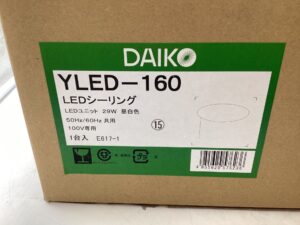 DAIKO
YLED-160
LEDシーリング
LEDユニット 29W 昼白色
50Hz/60Hz 共用
100V専用
1台入 E617-1
⑮